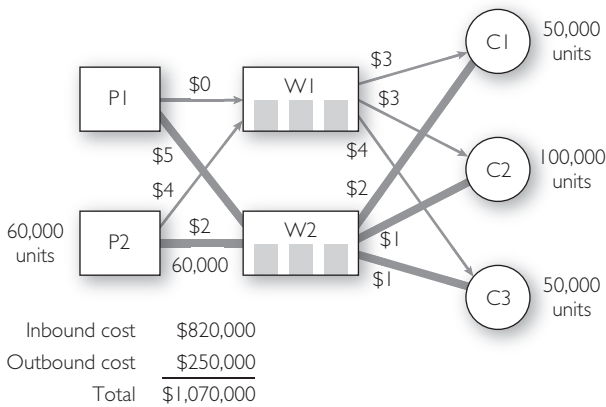 P1
$0
W1
$3
$3
C1
50,000
units
$5
$4
$4
$2
C2
100,000
units
60,000
units
P2
$2
60,000
W2
$1
$1
C3
50,000
units
Inbound cost $820,000
Outbound cost $250,000
Total $1,070,000